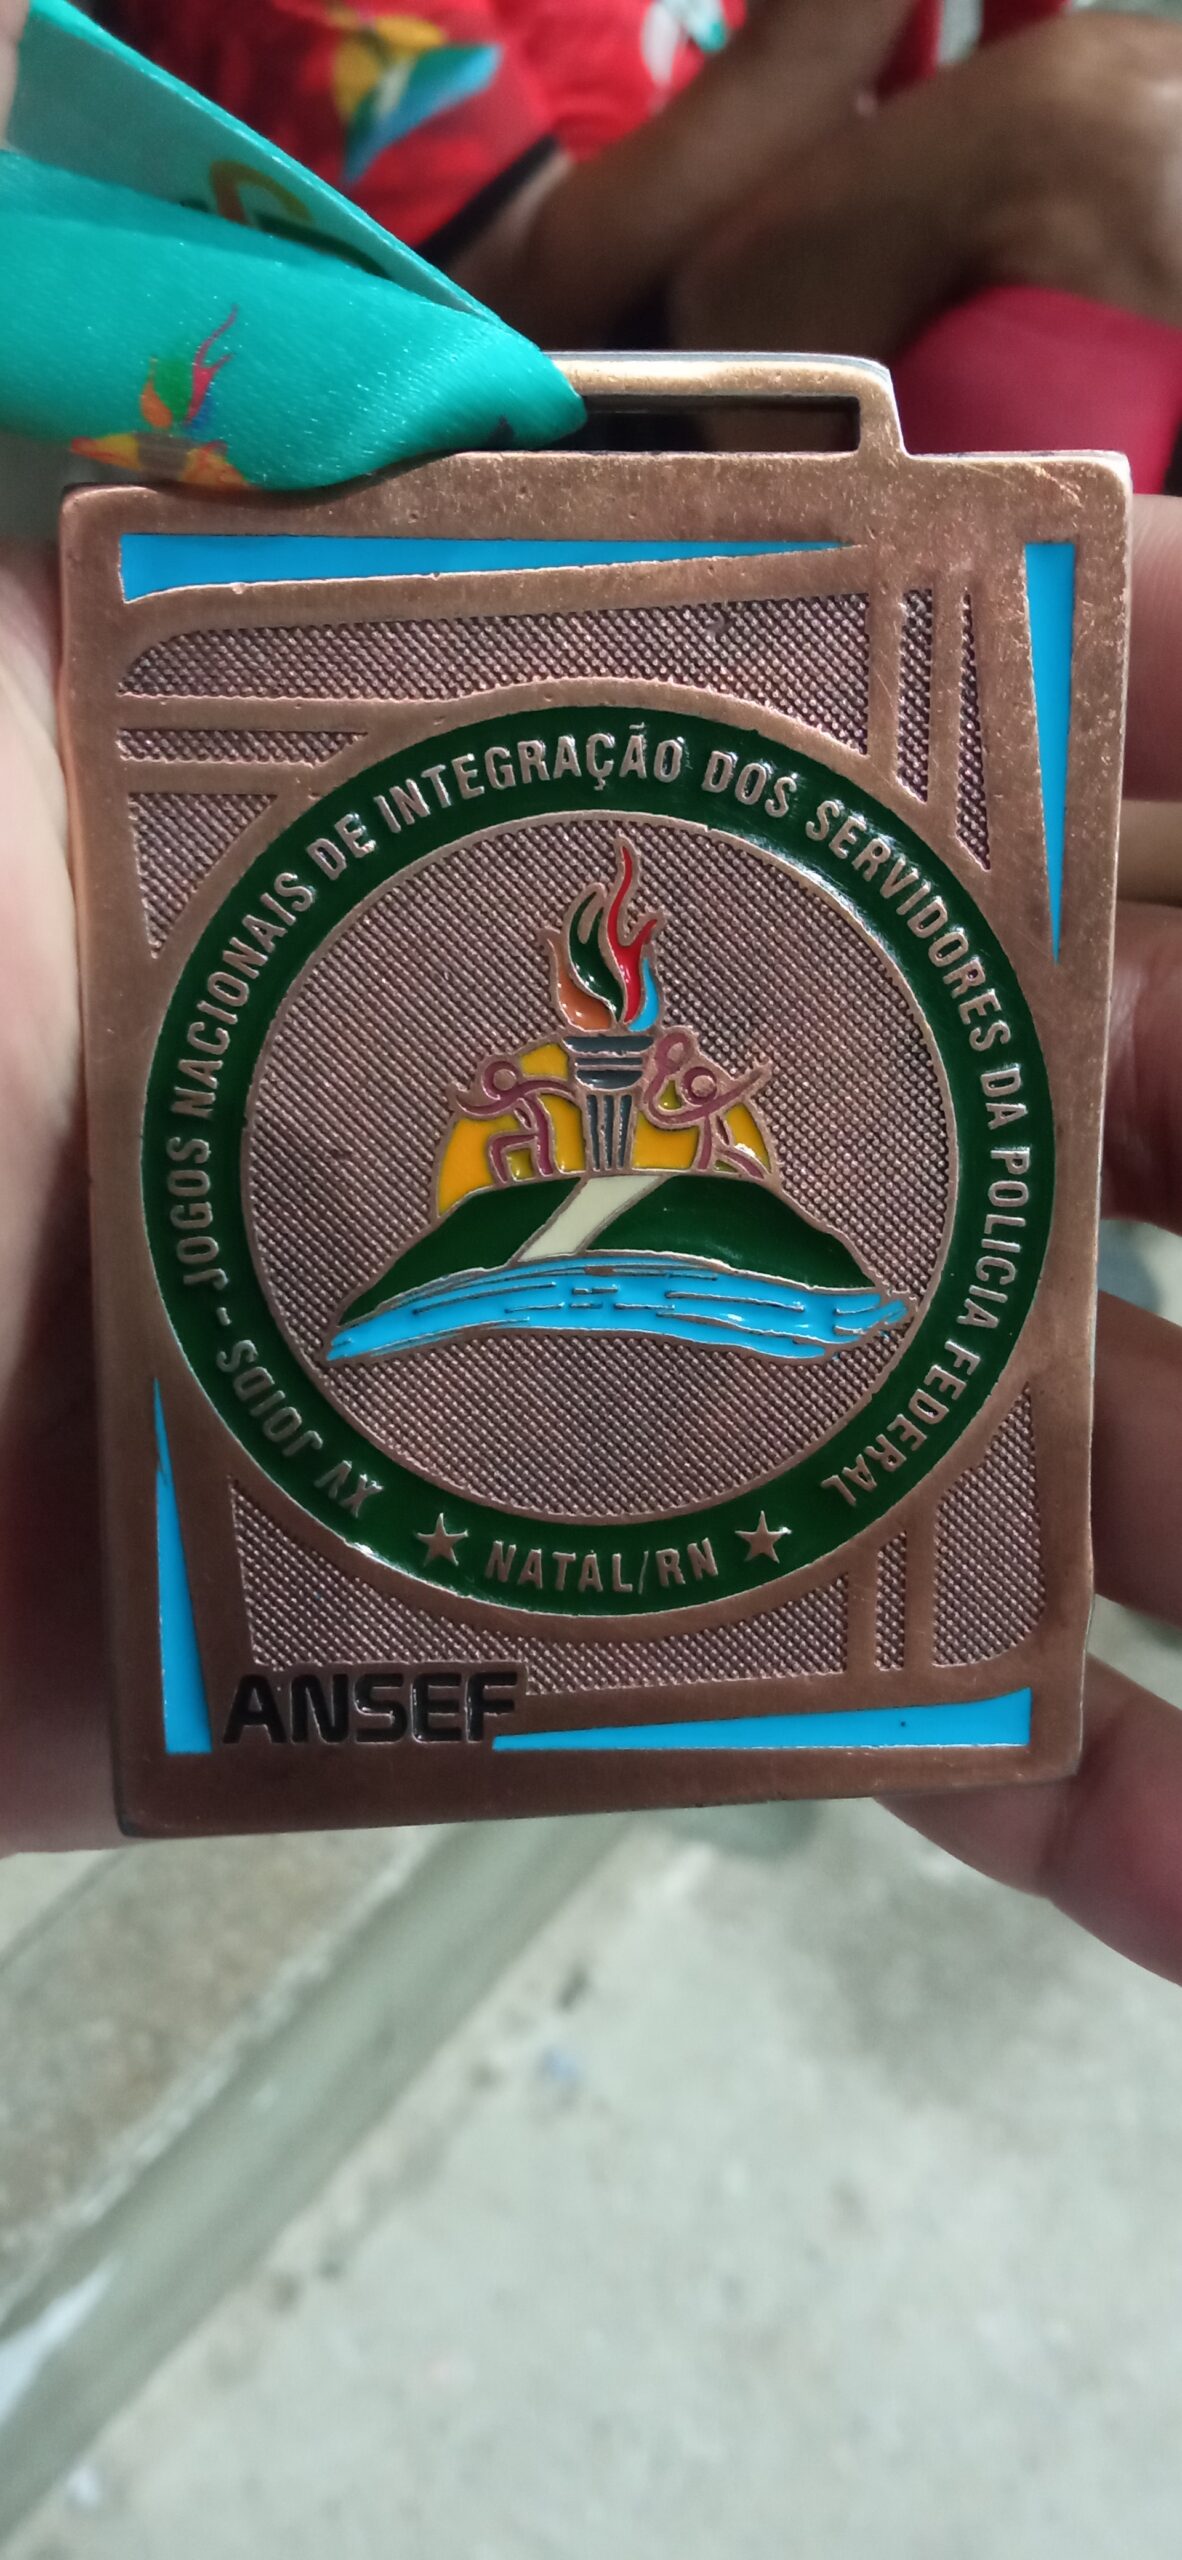 XV JOIDS - JOGOS NACIONAIS DE INTEGRAÇÃO DOS SERVIDORES DA POLICIA FEDERAL
★ NATAL/RN ★
ANSEF